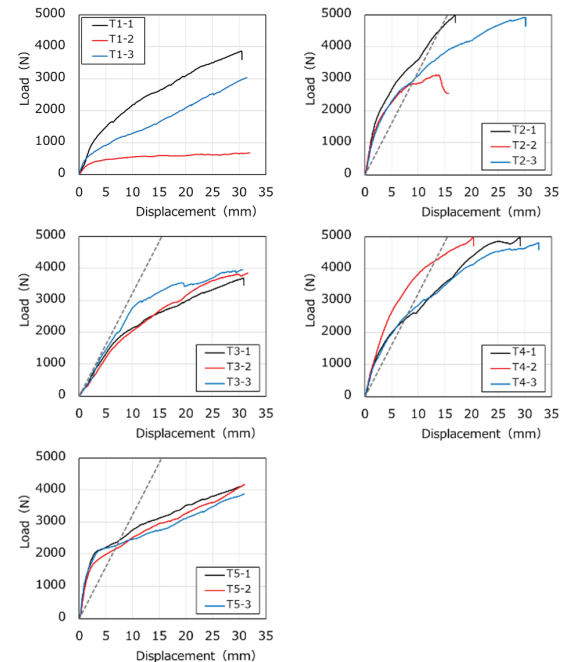 5000
4000
3000
2000
1000
0
Load (N)
T1-1
T1-2
T1-3
0 5 10 15 20 25 30 35
Displacement (mm)
5000
4000
3000
2000
1000
0
Load (N)
T2-1
T2-2
T2-3
0 5 10 15 20 25 30 35
Displacement (mm)
5000
4000
3000
2000
1000
0
Load (N)
T3-1
T3-2
T3-3
0 5 10 15 20 25 30 35
Displacement (mm)
5000
4000
3000
2000
1000
0
Load (N)
T4-1
T4-2
T4-3
0 5 10 15 20 25 30 35
Displacement (mm)
5000
4000
3000
2000
1000
0
Load (N)
T5-1
T5-2
T5-3
0 5 10 15 20 25 30 35
Displacement (mm)